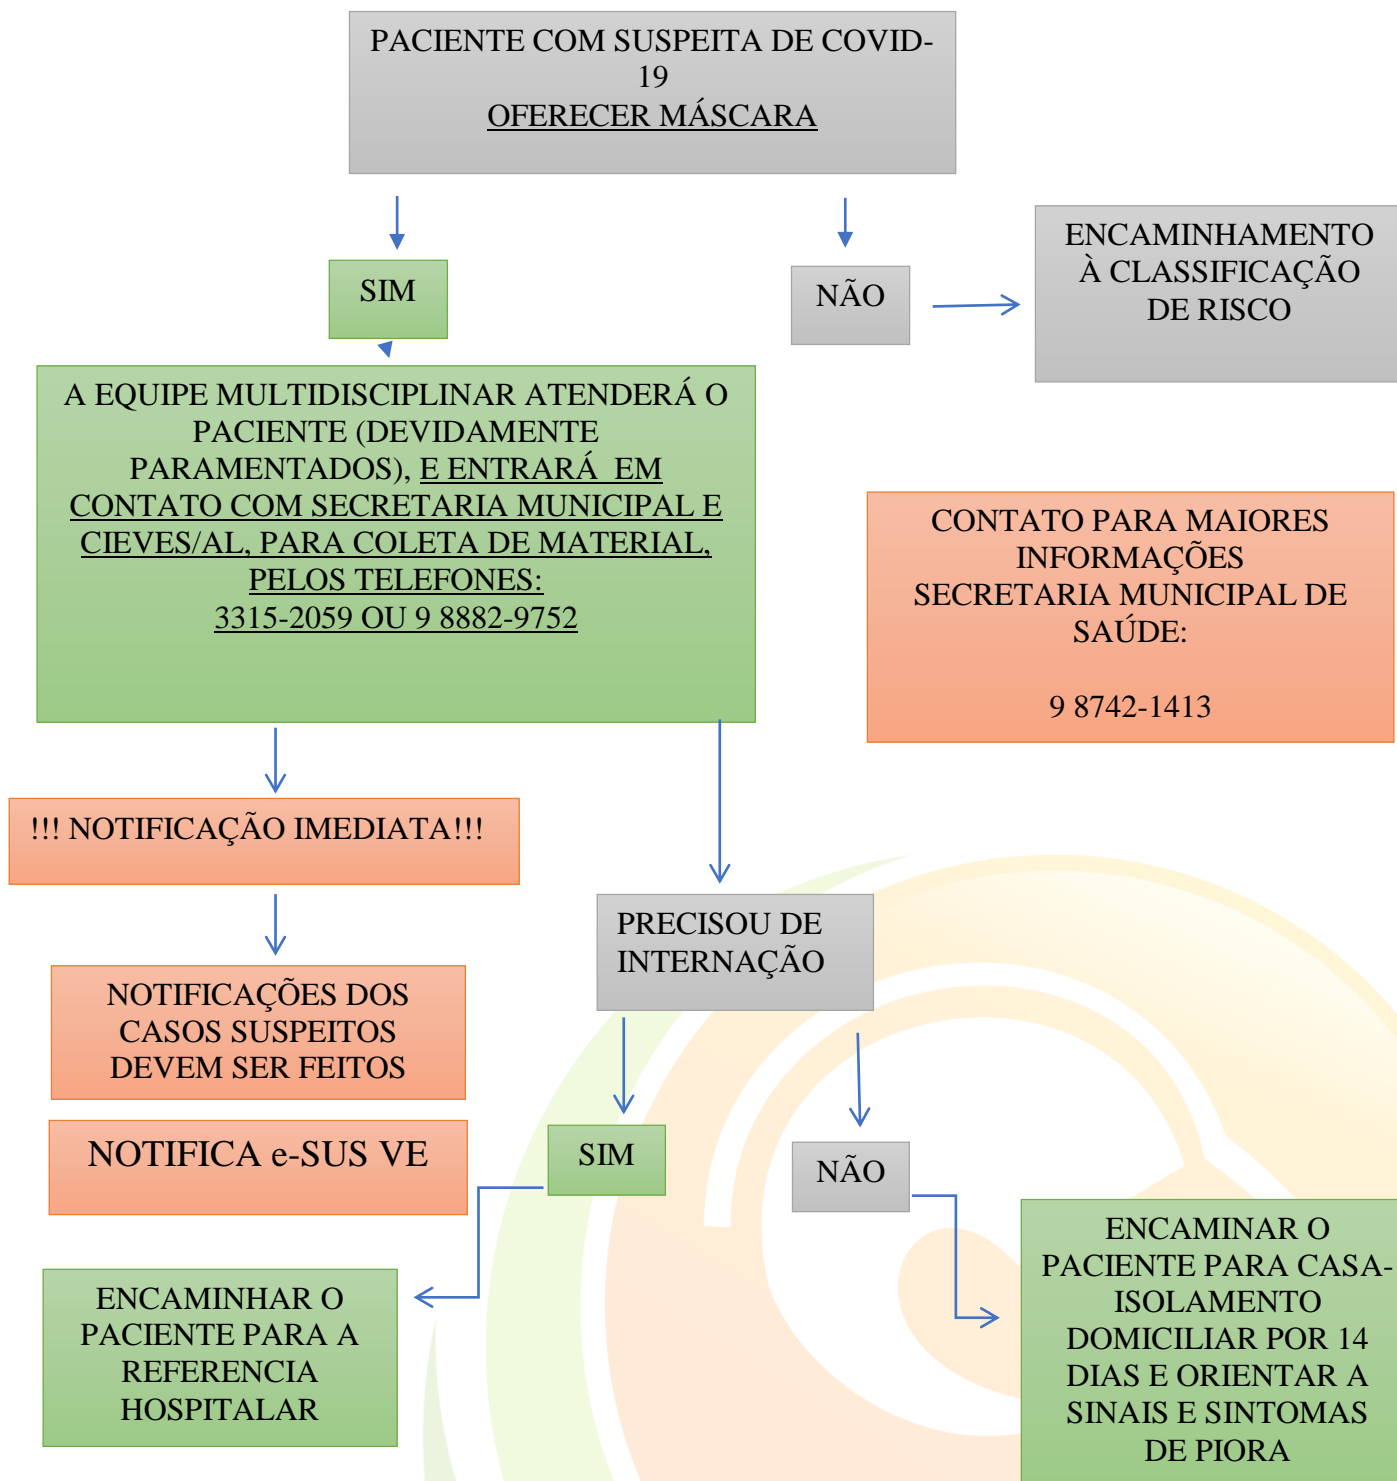 PACIENTE COM SUSPEITA DE COVID-
19
OFERECER MÁSCARA
SIM
NÃO
ENCAMINHAMENTO
À CLASSIFICAÇÃO
DE RISCO
A EQUIPE MULTIDISCIPLINAR ATENDERÁ O
PACIENTE (DEVIDAMENTE
PARAMENTADOS), E ENTRARÁ EM
CONTATO COM SECRETARIA MUNICIPAL E
CIEVES/AL, PARA COLETA DE MATERIAL,
PELOS TELEFONES:
3315-2059 OU 9 8882-9752
CONTATO PARA MAIORES
INFORMAÇÕES
SECRETARIA MUNICIPAL DE
SAÚDE:
9 8742-1413
!!! NOTIFICAÇÃO IMEDIATA!!!
PRECISOU DE
INTERNAÇÃO
NOTIFICAÇÕES DOS
CASOS SUSPEITOS
DEVEM SER FEITOS
NOTIFICA e-SUS VE
SIM
NÃO
ENCAMINHAR O
PACIENTE PARA A
REFERENCIA
HOSPITALAR
ENCAMINAR O
PACIENTE PARA CASA-
ISOLAMENTO
DOMICILIAR POR 14
DIAS E ORIENTAR A
SINAIS E SINTOMAS
DE PIORA